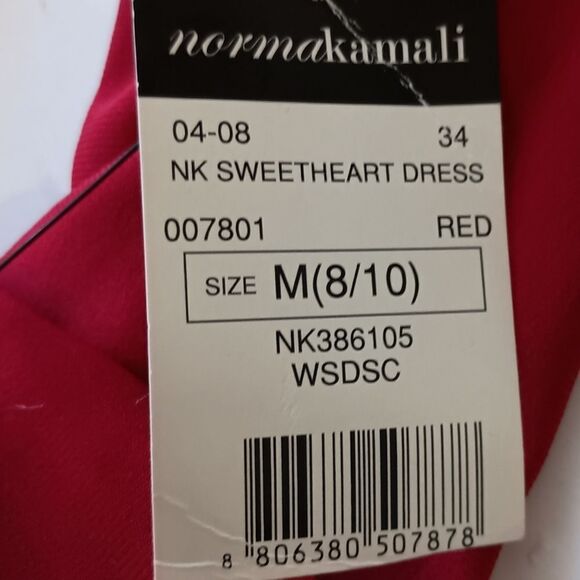 normakamali
04-08 34
NK SWEETHEART DRESS
007801 RED
SIZE M(8/10)
NK386105
WSDSC
8 806380 507878